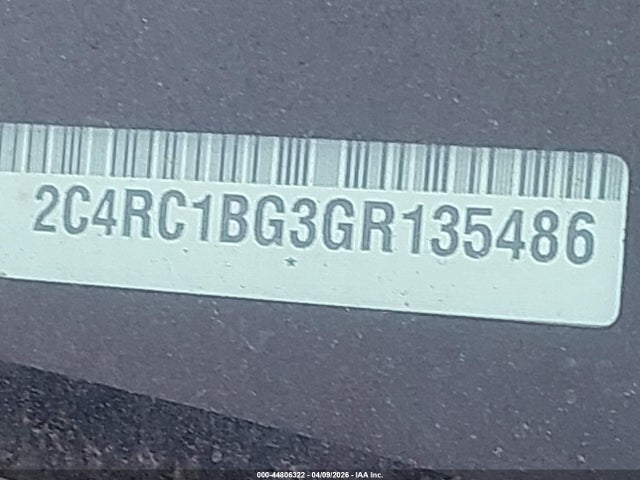 2C4RC1BG3GR135486
*
000-44806322 - 04/09/2026 - IAA Inc.